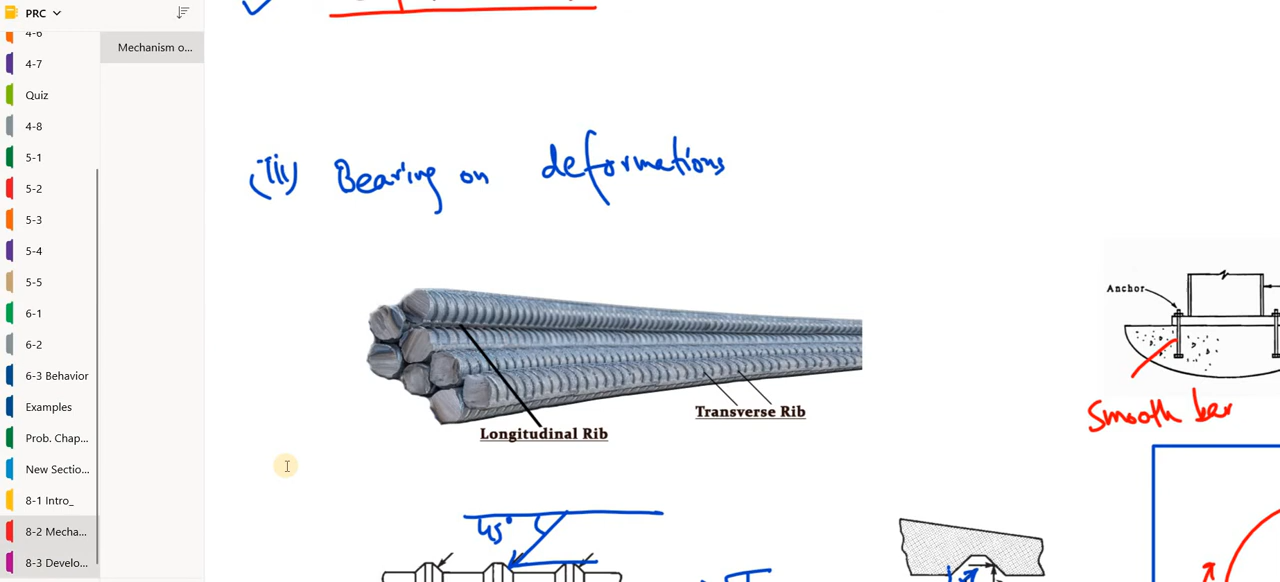 PRC
4-6
4-7
Quiz
4-8
5-1
5-2
5-3
5-4
5-5
6-1
6-2
6-3 Behavior
Examples
Prob. Chap...
New Sectio...
8-1 Intro_
8-2 Mecha...
8-3 Develo...
Mechanism o...
(iii) Bearing on deformations
Longitudinal Rib
Transverse Rib
Anchor
Smooth bar
45°
T